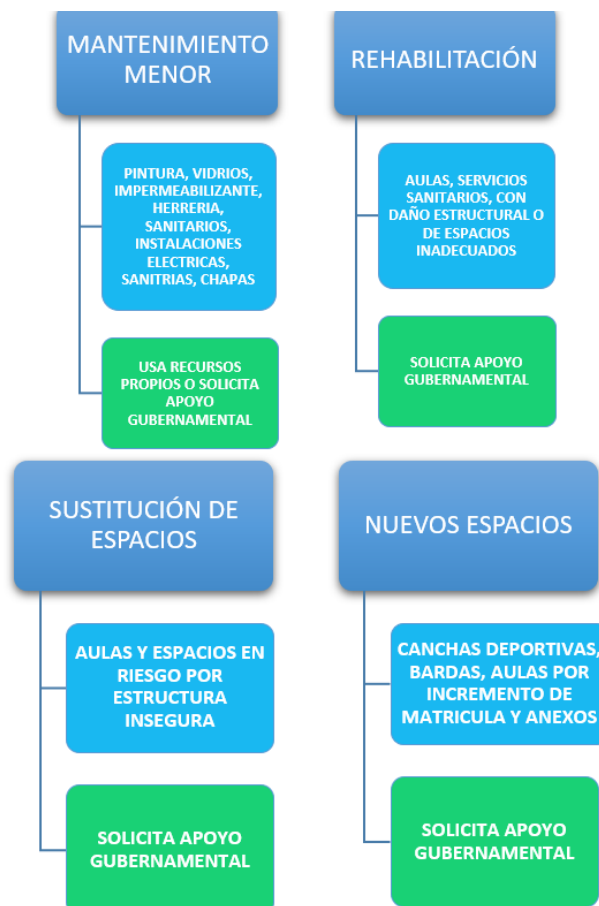 MANTENIMIENTO
MENOR
PINTURA, VIDRIOS,
IMPERMEABILIZANTE,
HERRERIA,
SANITARIOS,
INSTALACIONES
ELECTRICAS,
SANITRIAS, CHAPAS
USA RECURSOS
PROPIOS O SOLICITA
APOYO
GUBERNAMENTAL
REHABILITACIÓN
AULAS, SERVICIOS
SANITARIOS, CON
DAÑO ESTRUCTURAL O
DE ESPACIOS
INADECUADOS
SOLICITA APOYO
GUBERNAMENTAL
SUSTITUCIÓN DE
ESPACIOS
AULAS Y ESPACIOS EN
RIESGO POR
ESTRUCTURA
INSEGURA
SOLICITA APOYO
GUBERNAMENTAL
NUEVOS ESPACIOS
CANCHAS DEPORTIVAS,
BARDAS, AULAS POR
INCREMENTO DE
MATRICULA Y ANEXOS
SOLICITA APOYO
GUBERNAMENTAL